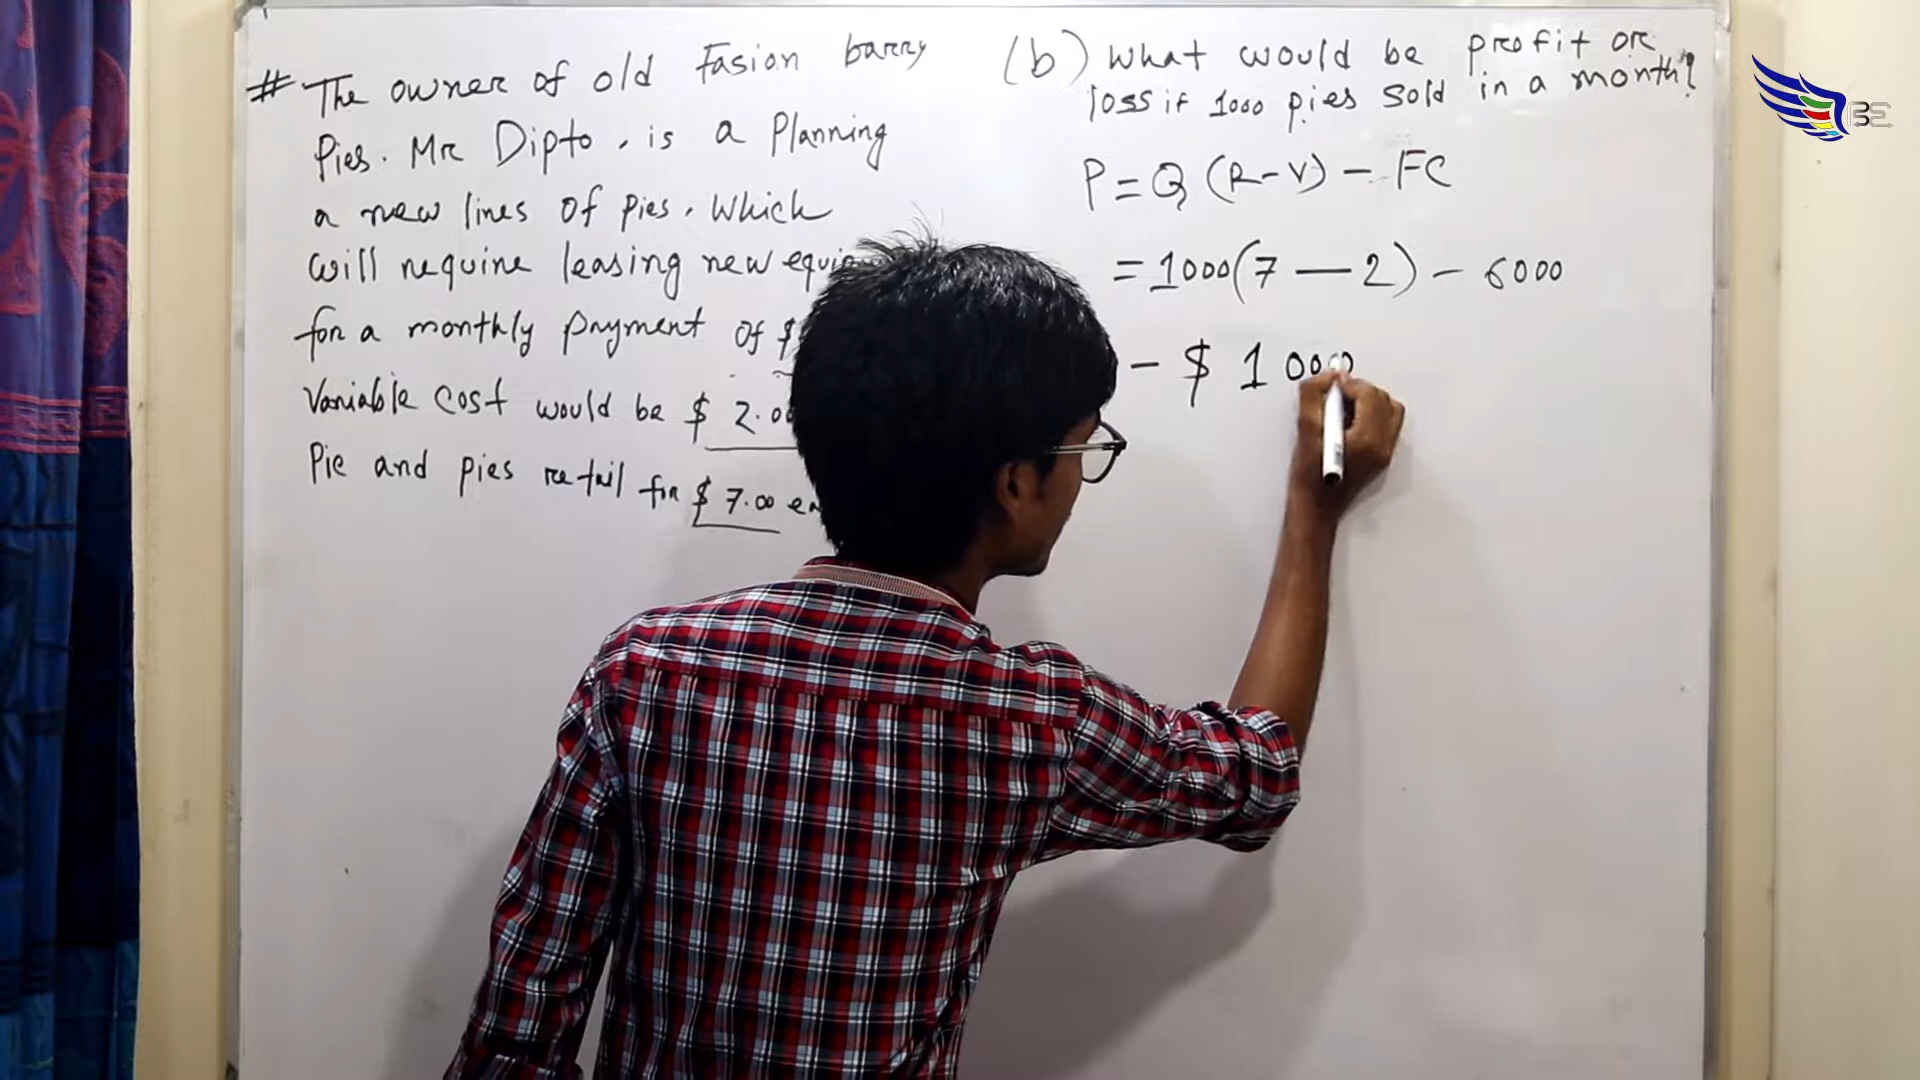 # The owner of old Fasion barry
Pies. Mr Dipto, is a Planning
a new lines of pies. Which
will require leasing new
for a monthly payment of $
Variable cost would be $ 2.00
Pie and pies retail for $ 7.00
(b) What would be profit or
loss if 1000 pies sold in a month?
P = Q (R-V) - FC
= 1000(7 — 2) - 6000
- $ 1000